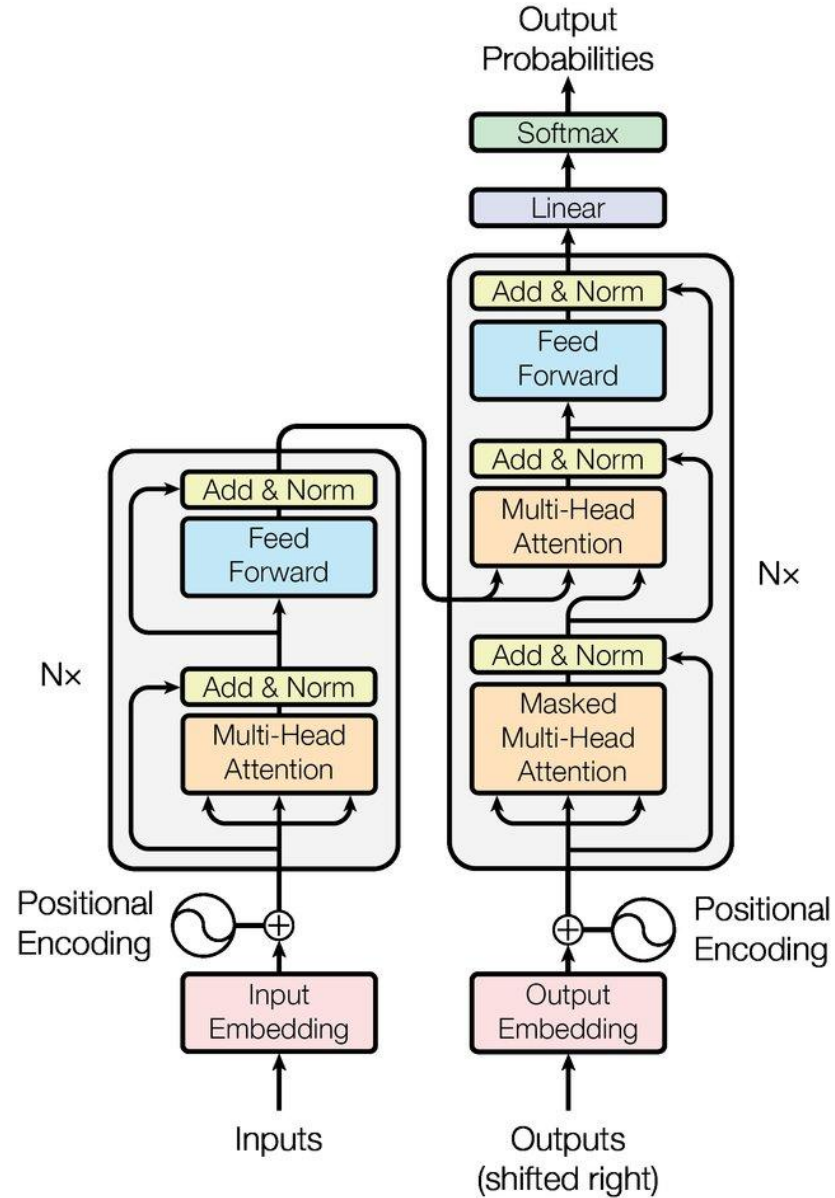 Output
Probabilities
Softmax
Linear
Add & Norm
Feed
Forward
Add & Norm
Multi-Head
Attention
Add & Norm
Masked
Multi-Head
Attention
Nx
Add & Norm
Feed
Forward
Add & Norm
Multi-Head
Attention
Nx
Positional
Encoding
Positional
Encoding
Input
Embedding
Output
Embedding
Inputs
Outputs
(shifted right)